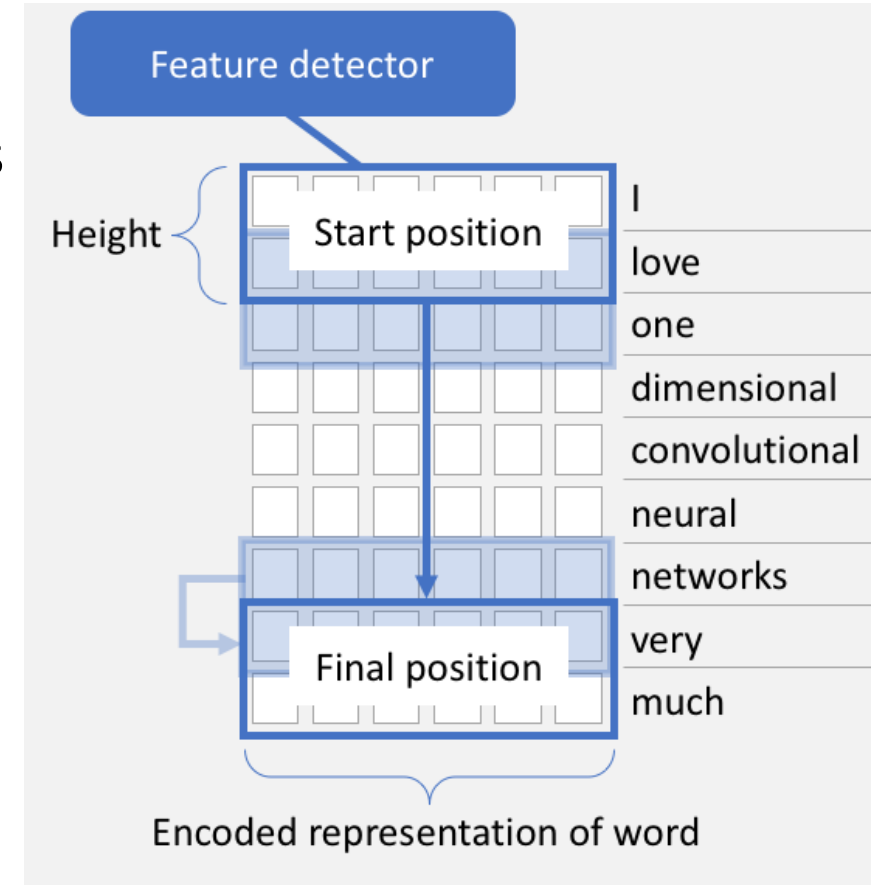 Feature detector
s
Height
Start position
I
love
one
dimensional
convolutional
neural
networks
very
Final position
much
Encoded representation of word